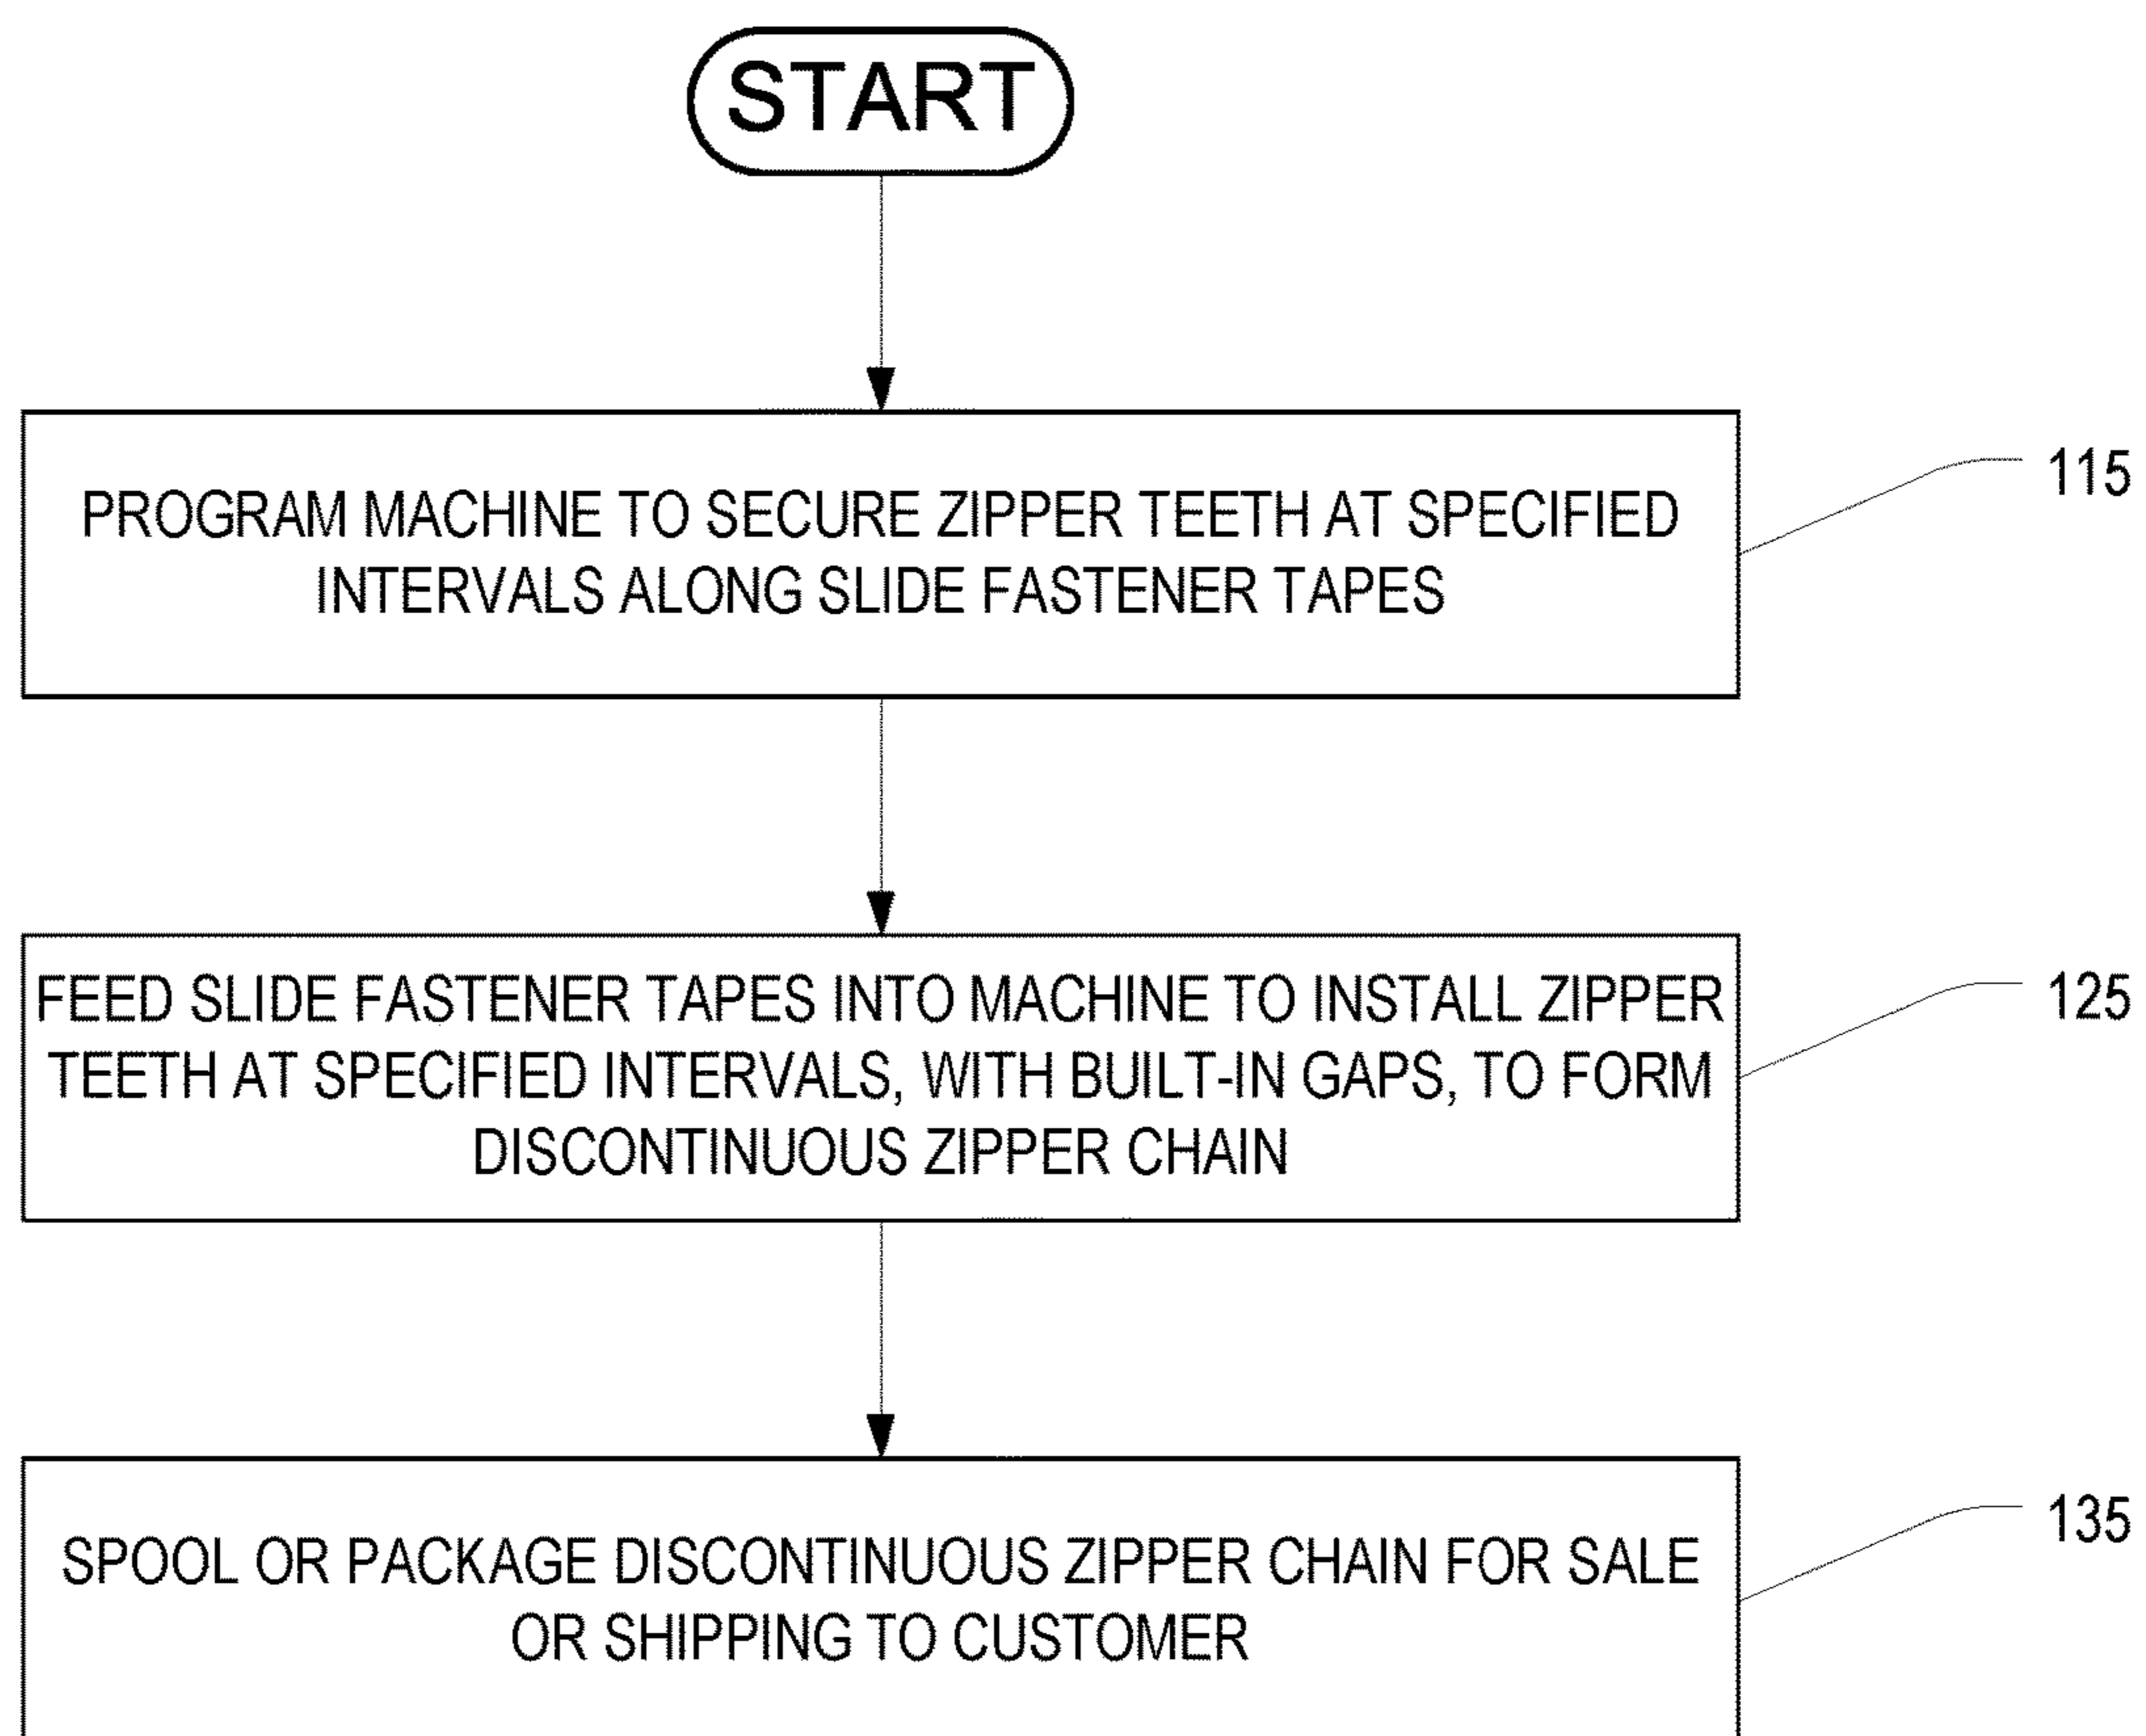 START
PROGRAM MACHINE TO SECURE ZIPPER TEETH AT SPECIFIED
INTERVALS ALONG SLIDE FASTENER TAPES
115
FEED SLIDE FASTENER TAPES INTO MACHINE TO INSTALL ZIPPER
TEETH AT SPECIFIED INTERVALS, WITH BUILT-IN GAPS, TO FORM
DISCONTINUOUS ZIPPER CHAIN
125
SPOOL OR PACKAGE DISCONTINUOUS ZIPPER CHAIN FOR SALE
OR SHIPPING TO CUSTOMER
135